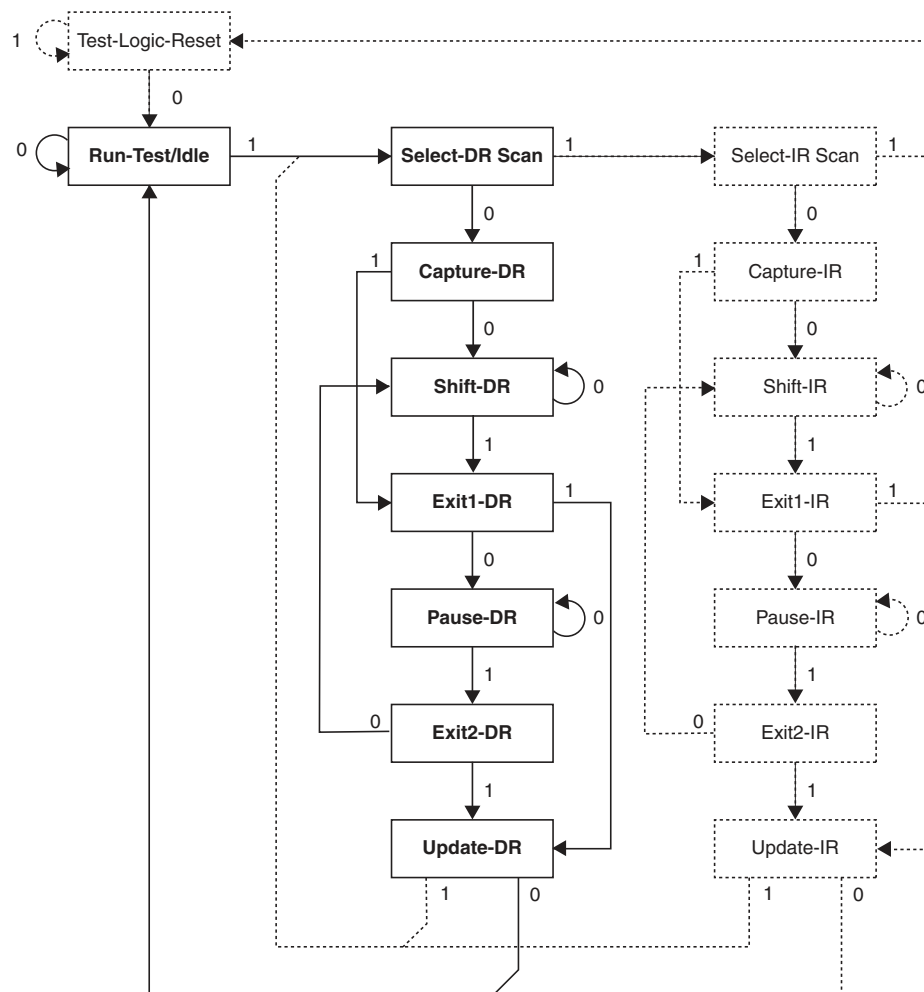 1 Test-Logic-Reset
0
0 Run-Test/Idle 1 Select-DR Scan 1 Select-IR Scan 1
0 0
1 Capture-DR 1 Capture-IR
0 0
Shift-DR 0 Shift-IR 0
1 1
Exit1-DR 1 Exit1-IR 1
0 0
Pause-DR 0 Pause-IR 0
1 1
0 Exit2-DR 0 Exit2-IR
1 1
Update-DR Update-IR
1 0 1 0